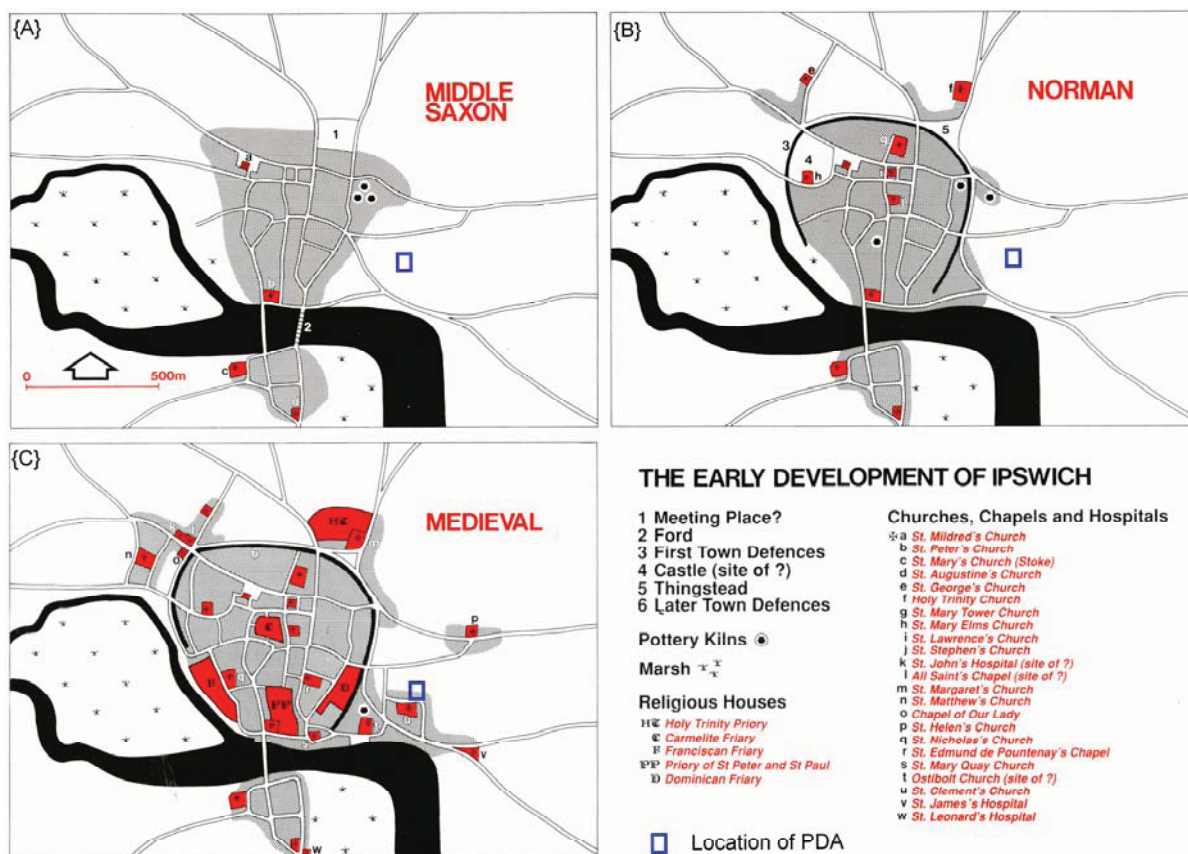 {A}
MIDDLE
SAXON
1
a
b
2
c
d
0 500m
{B}
NORMAN
e
f
5
3
g
4
h
i
j
{C}
MEDIEVAL
HT
m
k
l
n
o
6
p
C
F
q
PP
r
D
t
u
s
v
w
THE EARLY DEVELOPMENT OF IPSWICH
1 Meeting Place?
2 Ford
3 First Town Defences
4 Castle (site of ?)
5 Thingstead
6 Later Town Defences
Pottery Kilns
Marsh
Religious Houses
HT Holy Trinity Priory
C Carmelite Friary
F Franciscan Friary
PP Priory of St Peter and St Paul
D Dominican Friary
Churches, Chapels and Hospitals
a St. Mildred's Church
b St. Peter's Church
c St. Mary's Church (Stoke)
d St. Augustine's Church
e St. George's Church
f Holy Trinity Church
g St. Mary Tower Church
h St. Mary Elms Church
i St. Lawrence's Church
j St. Stephen's Church
k St. John's Hospital (site of ?)
l All Saint's Chapel (site of ?)
m St. Margaret's Church
n St. Matthew's Church
o Chapel of Our Lady
p St. Helen's Church
q St. Nicholas's Church
r St. Edmund de Pountenay's Chapel
s St. Mary Quay Church
t Ostibolt Church (site of ?)
u St. Clement's Church
v St. James's Hospital
w St. Leonard's Hospital
Location of PDA